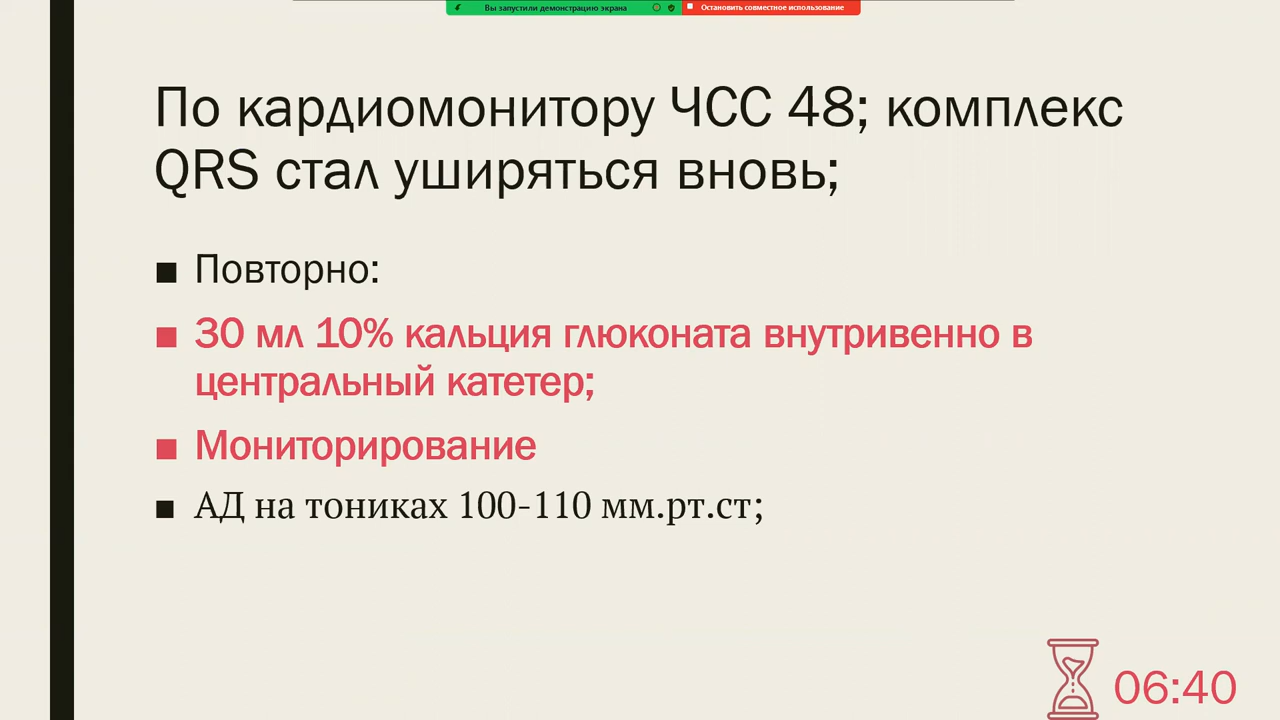 Вы запустили демонстрацию экрана
Остановить совместное использование
По кардиомонитору ЧСС 48; комплекс
QRS стал уширяться вновь;
■ Повторно:
■ 30 мл 10% кальция глюконата внутривенно в
центральный катетер;
■ Мониторирование
■ АД на тониках 100-110 мм.рт.ст;
06:40